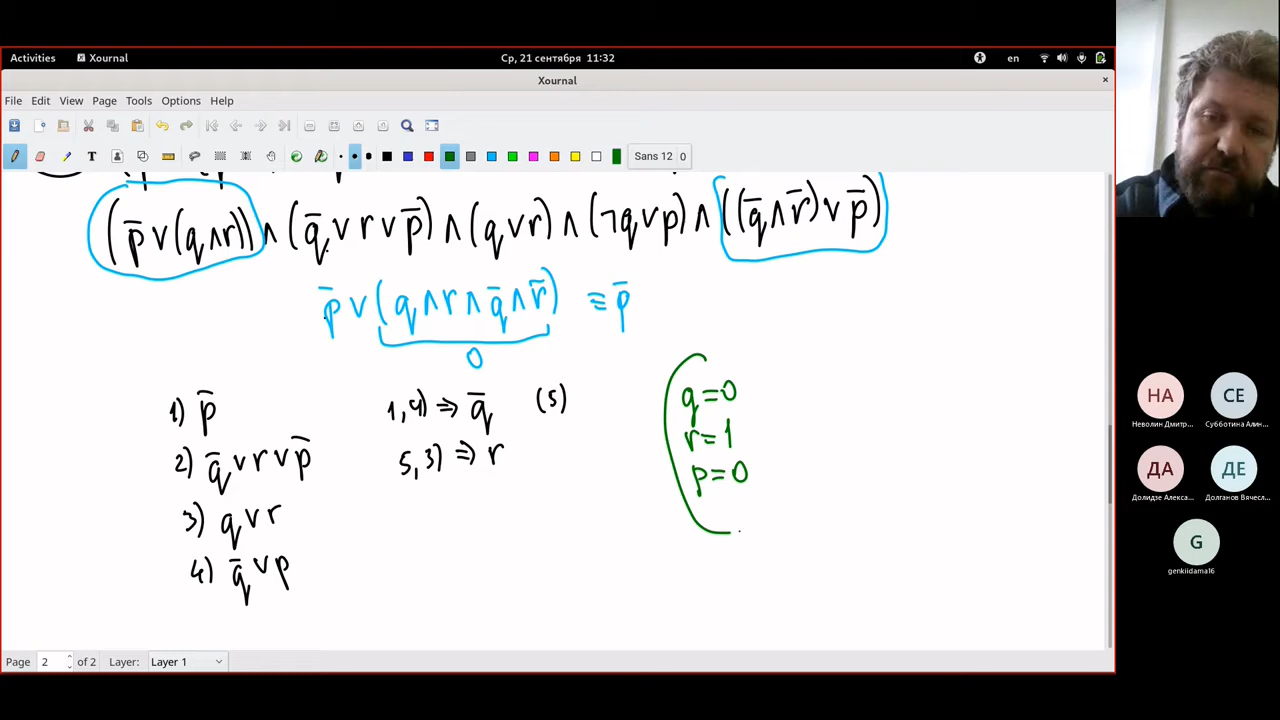 Activities Xournal Ср, 21 сентября 11:32 en
Xournal
File Edit View Page Tools Options Help
Sans 12 0
(p̅ ∨ (q ∧ r)) ∧ (q̅ ∨ r ∨ p̅) ∧ (q ∨ r) ∧ (¬q ∨ p) ∧ ((q̅ ∧ r̅) ∨ p̅)
p̅ ∨ (q ∧ r ∧ q̅ ∧ r̅) ≡ p̅
0
1) p̅ 1,4) ⇒ q̅ (5)
2) q̅ ∨ r ∨ p̅ 5,3) ⇒ r
3) q ∨ r
4) q̅ ∨ p
q = 0
r = 1
p = 0
НА
Неволин Дмитр...
СЕ
Субботина Алин...
ДА
Долидзе Алекса...
ДЕ
Долганов Вячесл...
G
genkiidama16
Page 2 of 2 Layer: Layer 1